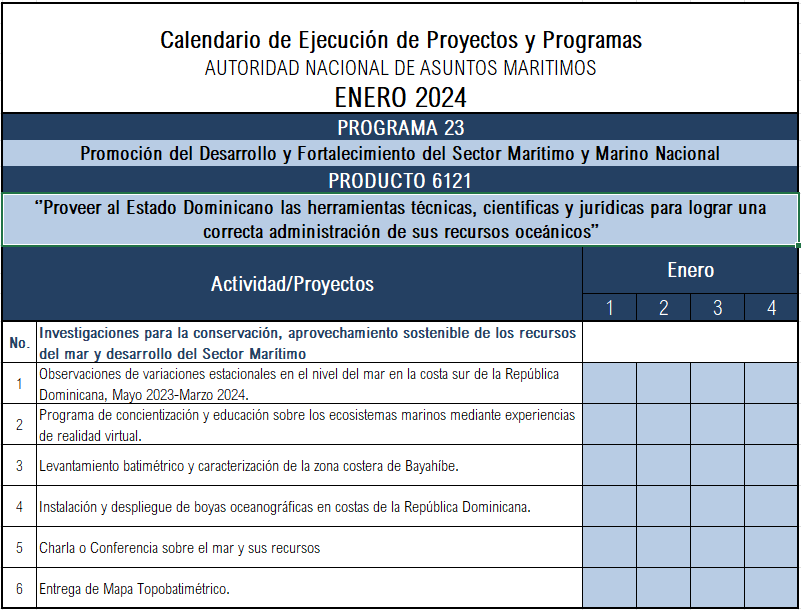 Calendario de Ejecución de Proyectos y Programas
AUTORIDAD NACIONAL DE ASUNTOS MARITIMOS
ENERO 2024
PROGRAMA 23
Promoción del Desarrollo y Fortalecimiento del Sector Marítimo y Marino Nacional
PRODUCTO 6121
“Proveer al Estado Dominicano las herramientas técnicas, científicas y jurídicas para lograr una
correcta administración de sus recursos oceánicos”
Actividad/Proyectos
Enero
1 2 3 4
No. Investigaciones para la conservación, aprovechamiento sostenible de los recursos
del mar y desarrollo del Sector Marítimo
1 Observaciones de variaciones estacionales en el nivel del mar en la costa sur de la República
Dominicana, Mayo 2023-Marzo 2024.
2 Programa de concientización y educación sobre los ecosistemas marinos mediante experiencias
de realidad virtual.
3 Levantamiento batimétrico y caracterización de la zona costera de Bayahíbe.
4 Instalación y despliegue de boyas oceanográficas en costas de la República Dominicana.
5 Charla o Conferencia sobre el mar y sus recursos
6 Entrega de Mapa Topobatimétrico.